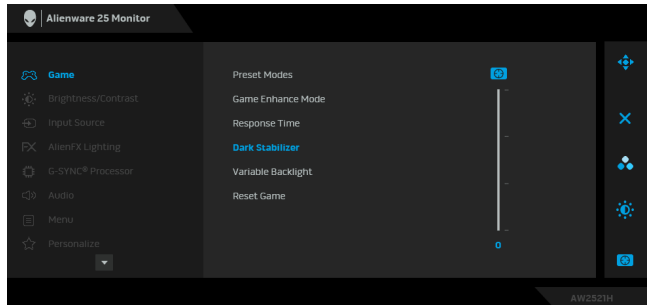 Alienware 25 Monitor
Game
Brightness/Contrast
Input Source
FX AlienFX Lighting
G-SYNC® Processor
Audio
Menu
Personalize
Preset Modes
Game Enhance Mode
Response Time
Dark Stabilizer
Variable Backlight
Reset Game
0
AW2521H